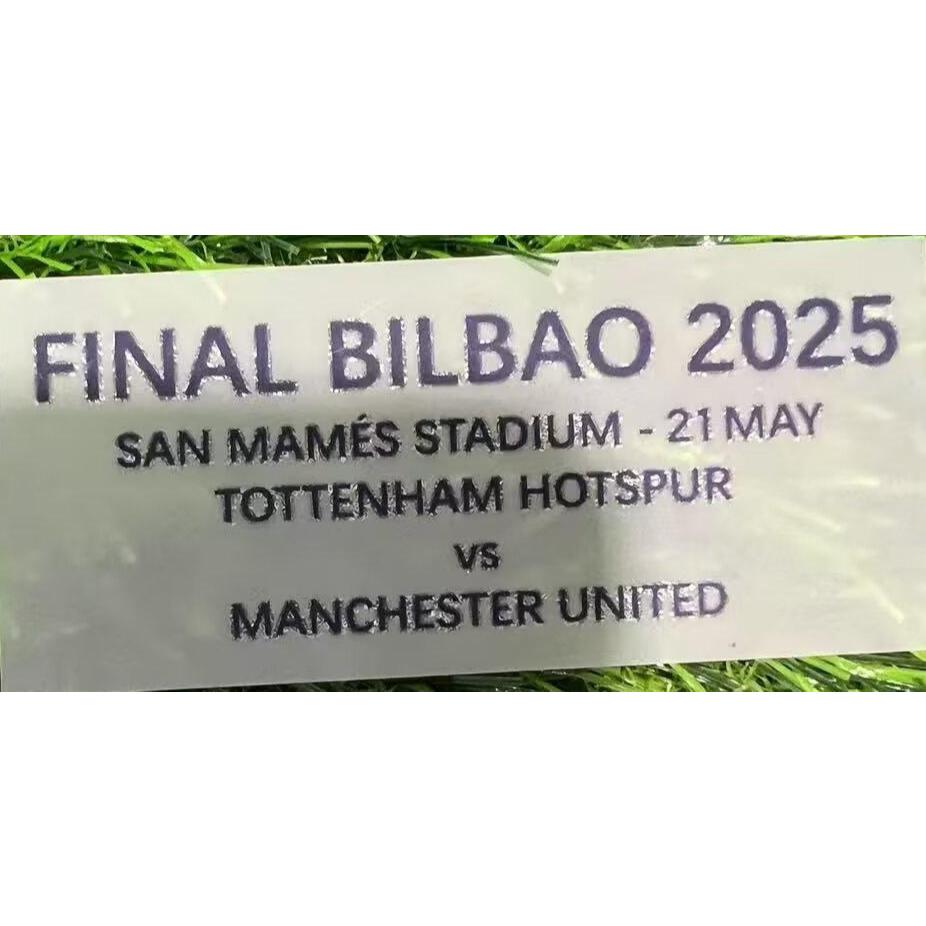 FINAL BILBAO 2025
SAN MAMÉS STADIUM - 21 MAY
TOTTENHAM HOTSPUR
VS
MANCHESTER UNITED